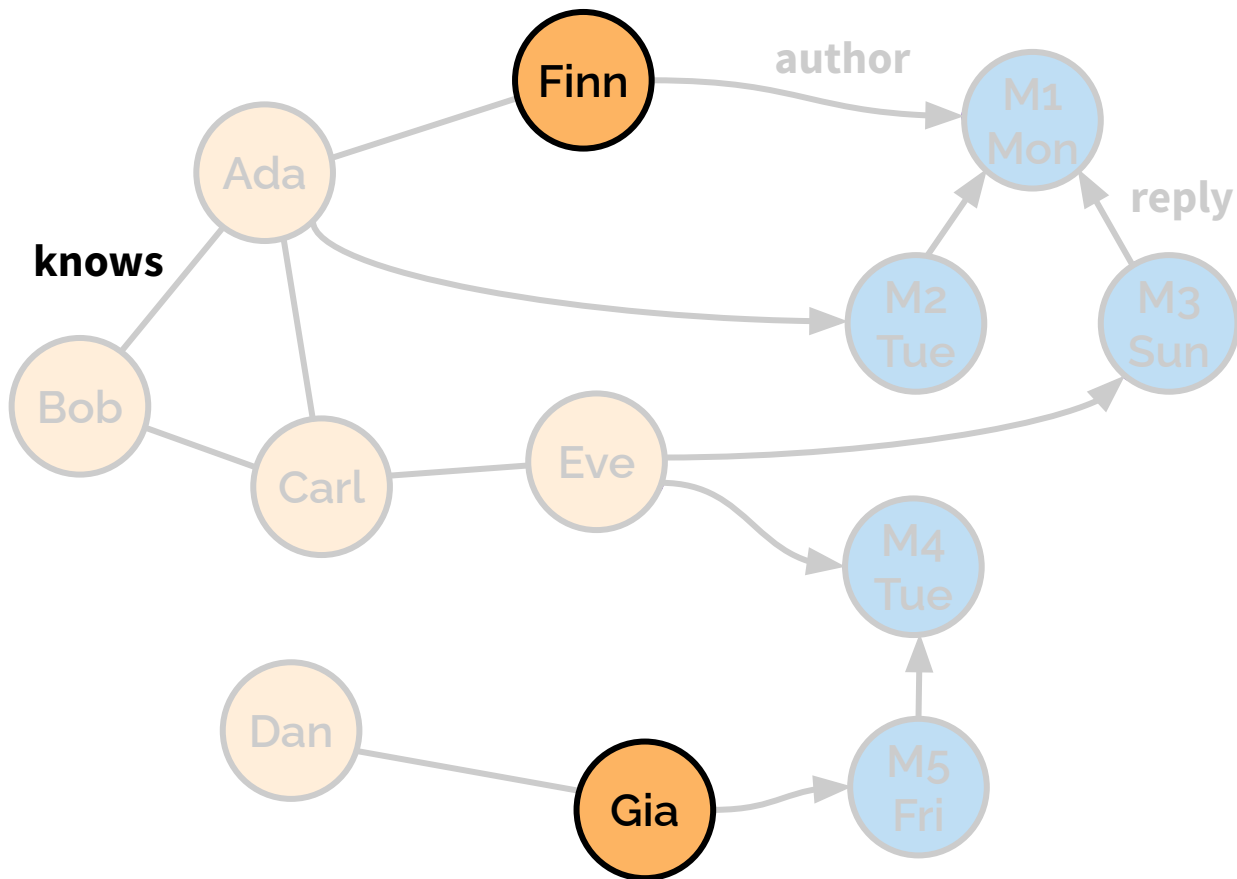 Finn
author
M1
Mon
Ada
reply
knows
M2
Tue
M3
Sun
Bob
Carl
Eve
M4
Tue
Dan
Gia
M5
Fri